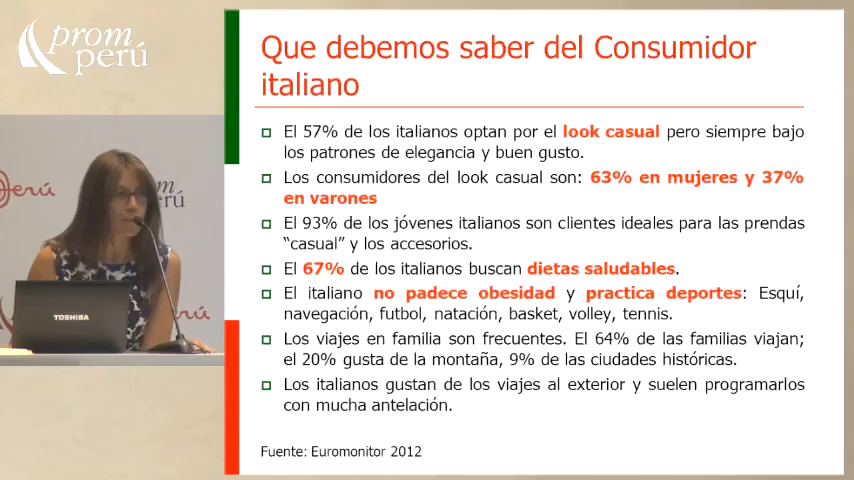 prom
perú
Que debemos saber del Consumidor
italiano
El 57% de los italianos optan por el look casual pero siempre bajo
los patrones de elegancia y buen gusto.
Los consumidores del look casual son: 63% en mujeres y 37%
en varones
El 93% de los jóvenes italianos son clientes ideales para las prendas
“casual” y los accesorios.
El 67% de los italianos buscan dietas saludables.
El italiano no padece obesidad y practica deportes: Esquí,
navegación, futbol, natación, basket, volley, tennis.
Los viajes en familia son frecuentes. El 64% de las familias viajan;
el 20% gusta de la montaña, 9% de las ciudades históricas.
Los italianos gustan de los viajes al exterior y suelen programarlos
con mucha antelación.
Fuente: Euromonitor 2012
TOSHIBA